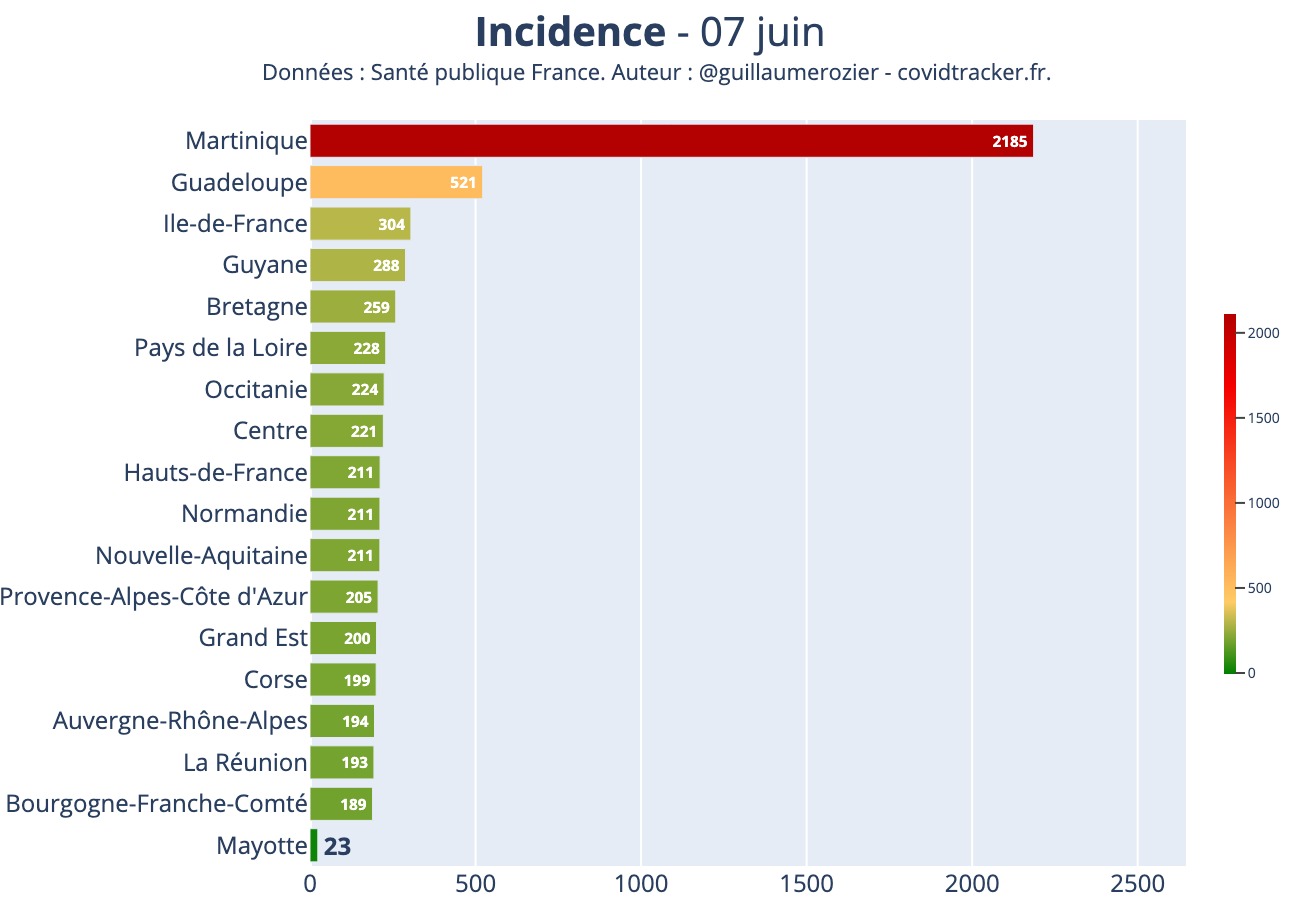 Incidence - 07 juin
Données : Santé publique France. Auteur : @guillaumerozier - covidtracker.fr.
Martinique 2185
Guadeloupe 521
Ile-de-France 304
Guyane 288
Bretagne 259
Pays de la Loire 228
Occitanie 224
Centre 221
Hauts-de-France 211
Normandie 211
Nouvelle-Aquitaine 211
Provence-Alpes-Côte d'Azur 205
Grand Est 200
Corse 199
Auvergne-Rhône-Alpes 194
La Réunion 193
Bourgogne-Franche-Comté 189
Mayotte 23
0 500 1000 1500 2000 2500
2000
1500
1000
500
0